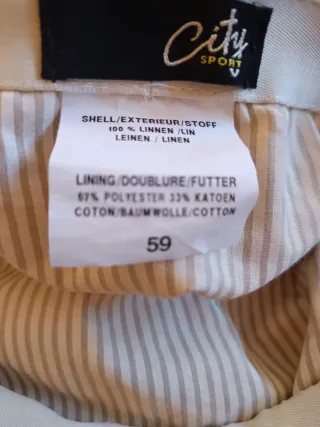 City
SPORT
SHELL/EXTERIEUR/STOFF
100 % LINNEN /LIN
LEINEN / LINEN
LINING/DOUBLURE/FUTTER
67% POLYESTER 33% KATOEN
COTON/BAUMWOLLE/COTTON
59